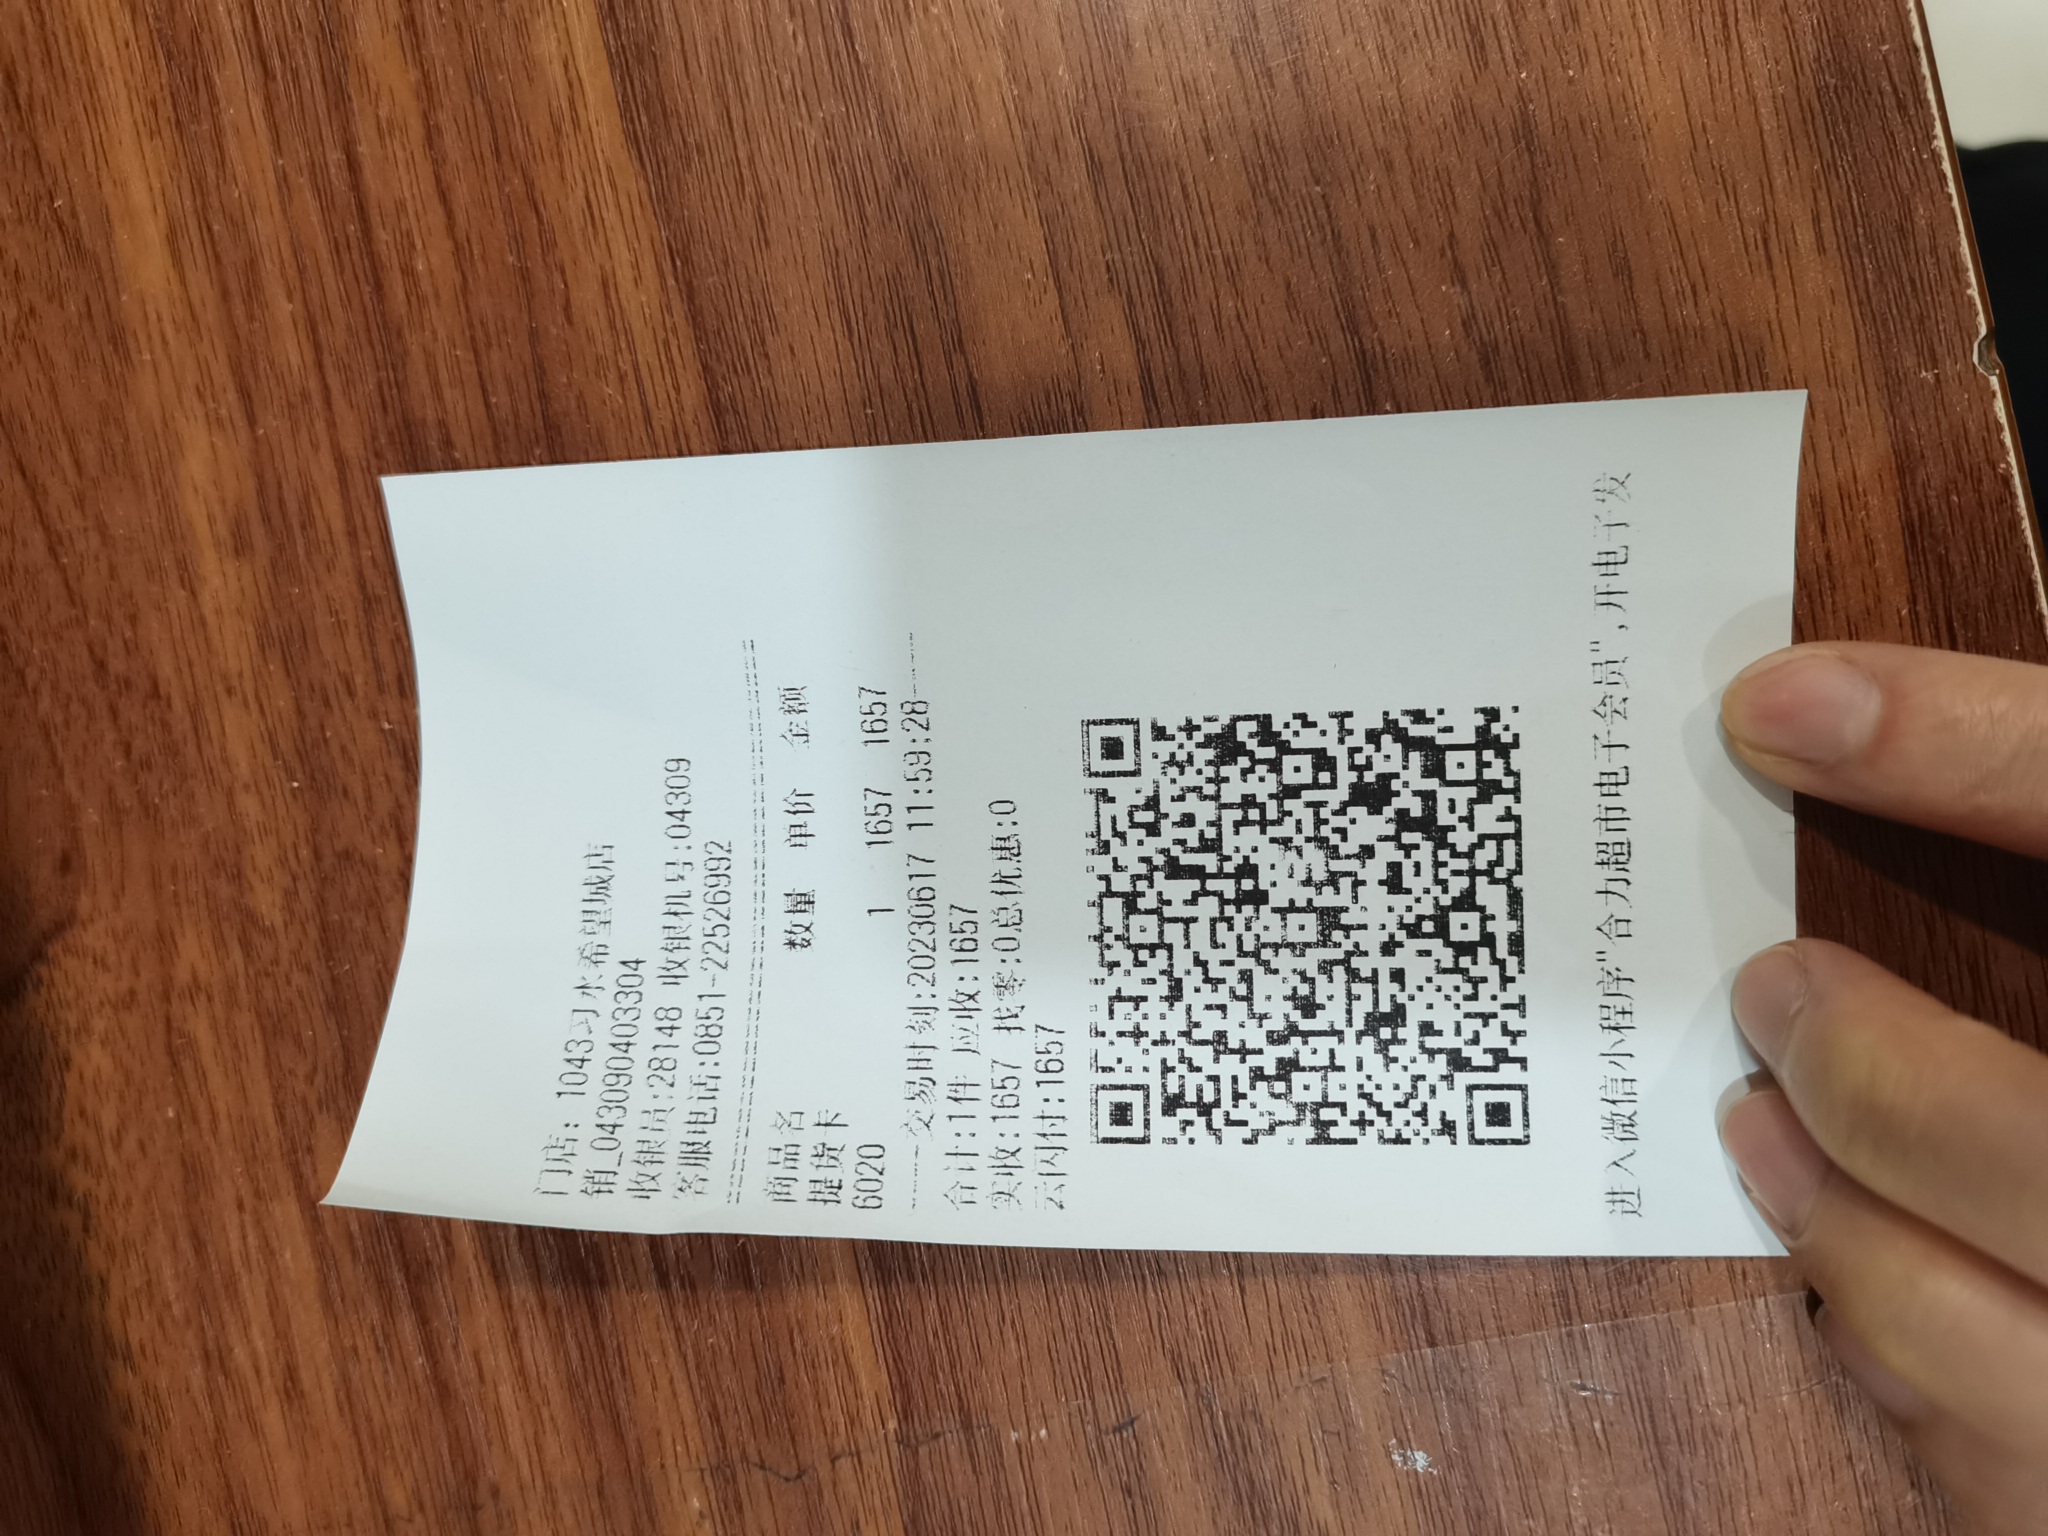 门店: 1043习水希望城店
销_043090403304
收银员:28148 收银机号:04309
客服电话:0851-22526992
商品名 数量 单价 金额
提货卡
6020 1 1657 1657
交易时刻:20230617 11:59:28
合计:1件 应收:1657
实收:1657 找零:0总优惠:0
云闪付:1657
进入微信小程序"合力超市电子会员",开电子发